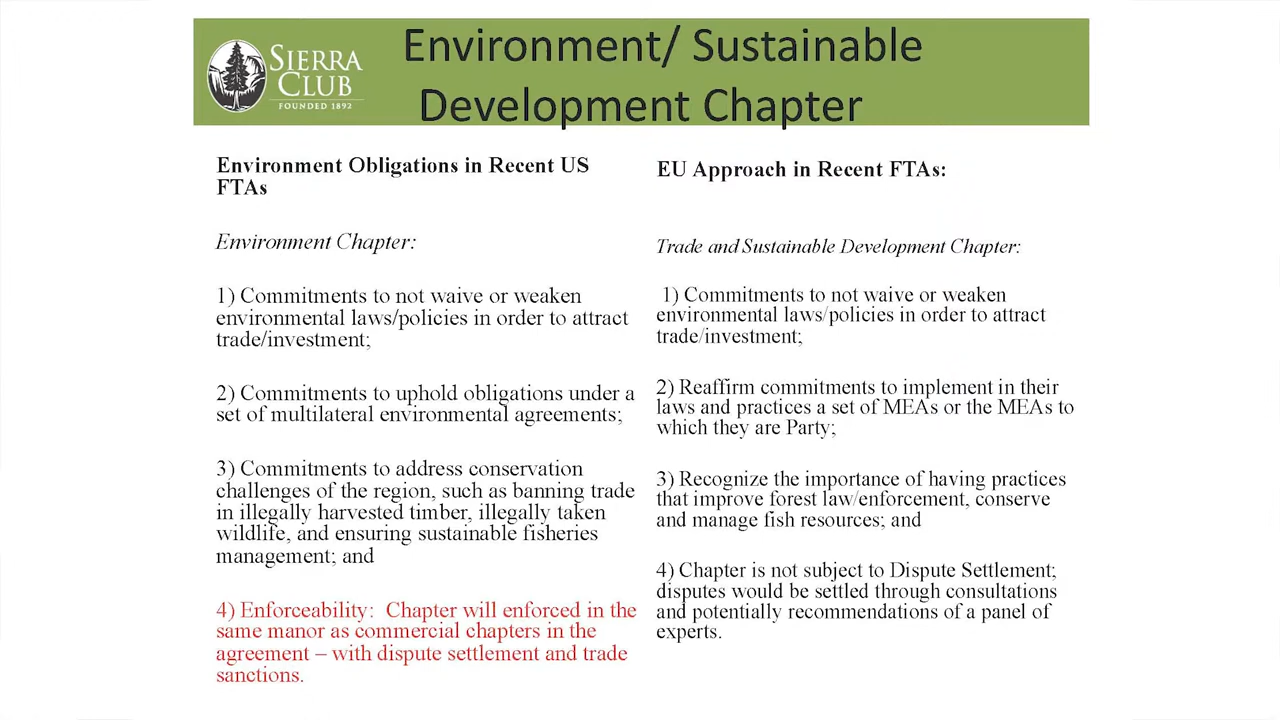 SIERRA
CLUB
FOUNDED 1892
Environment/ Sustainable
Development Chapter
Environment Obligations in Recent US
FTAs
Environment Chapter:
1) Commitments to not waive or weaken
environmental laws/policies in order to attract
trade/investment;
2) Commitments to uphold obligations under a
set of multilateral environmental agreements;
3) Commitments to address conservation
challenges of the region, such as banning trade
in illegally harvested timber, illegally taken
wildlife, and ensuring sustainable fisheries
management; and
4) Enforceability: Chapter will enforced in the
same manor as commercial chapters in the
agreement – with dispute settlement and trade
sanctions.
EU Approach in Recent FTAs:
Trade and Sustainable Development Chapter:
1) Commitments to not waive or weaken
environmental laws/policies in order to attract
trade/investment;
2) Reaffirm commitments to implement in their
laws and practices a set of MEAs or the MEAs to
which they are Party;
3) Recognize the importance of having practices
that improve forest law/enforcement, conserve
and manage fish resources; and
4) Chapter is not subject to Dispute Settlement;
disputes would be settled through consultations
and potentially recommendations of a panel of
experts.